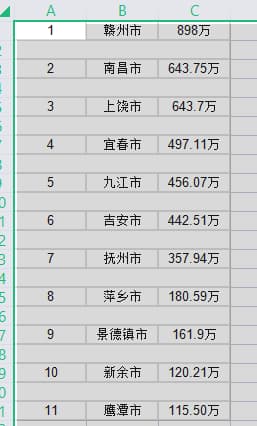 A B C
1 赣州市 898万
2 南昌市 643.75万
3 上饶市 643.7万
4 宜春市 497.11万
5 九江市 456.07万
6 吉安市 442.51万
7 抚州市 357.94万
8 萍乡市 180.59万
9 景德镇市 161.9万
10 新余市 120.21万
11 鹰潭市 115.50万